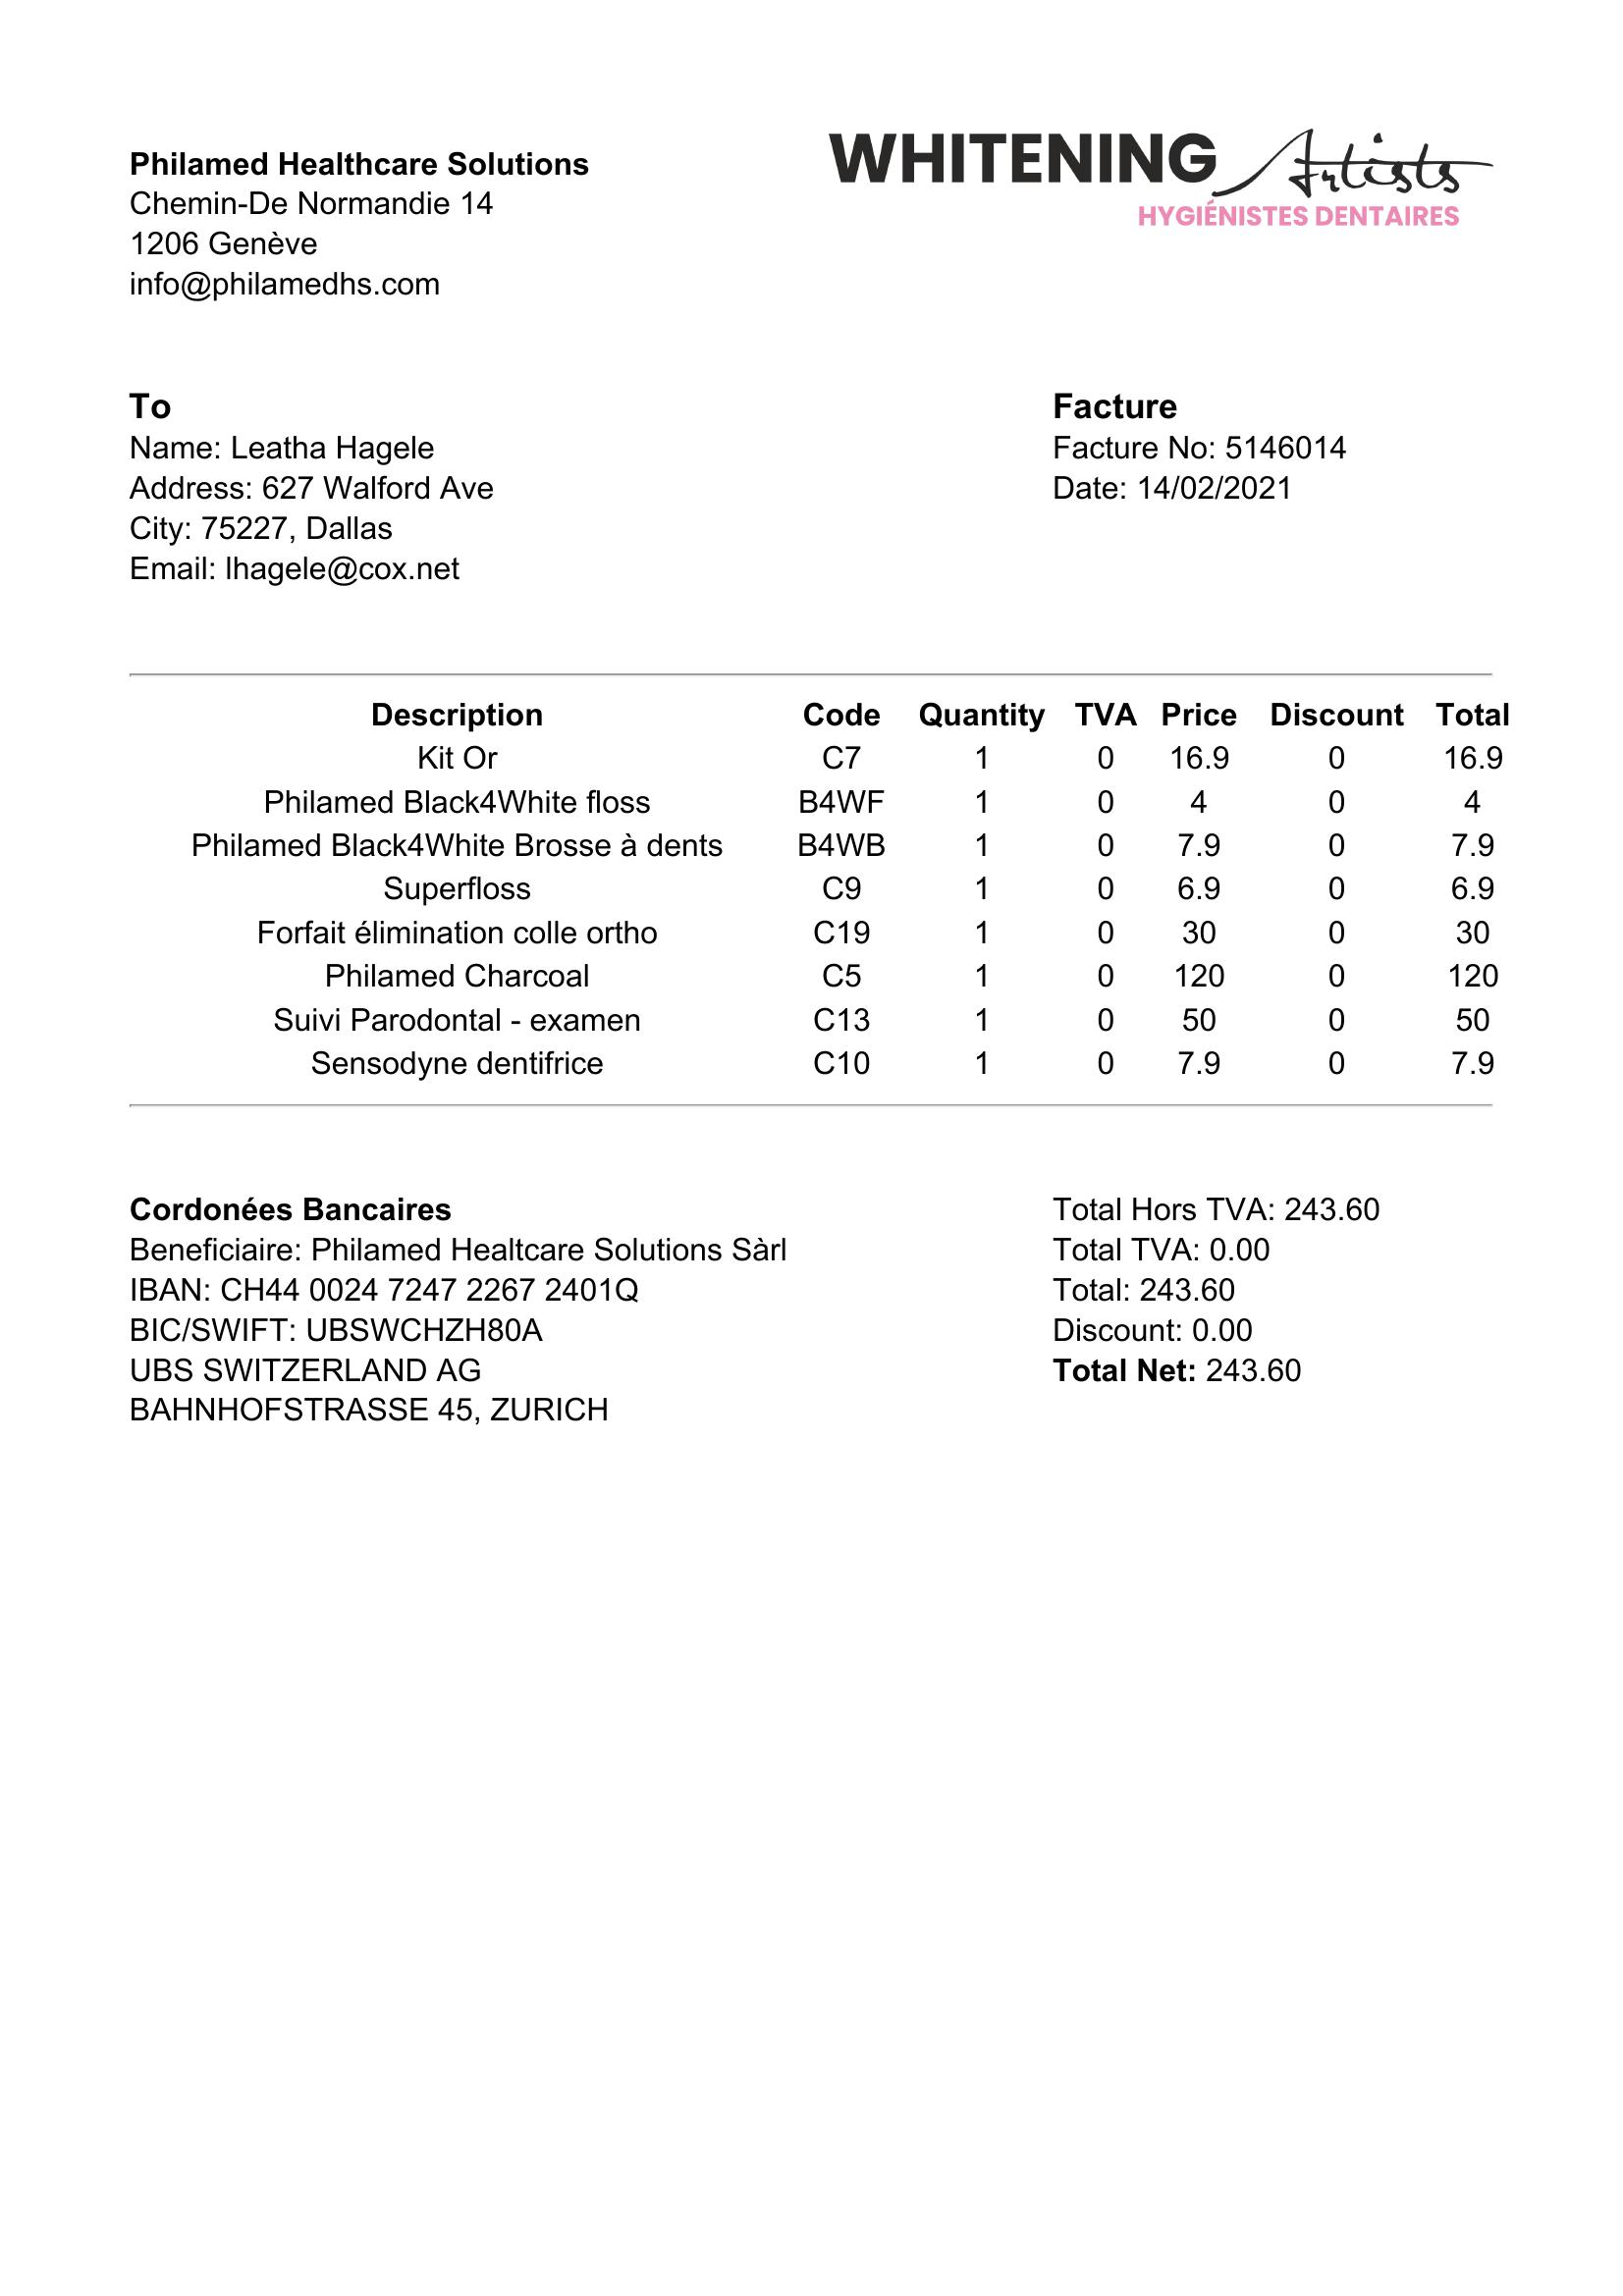 Philamed Healthcare Solutions
Chemin-De Normandie 14
1206 Genève
info@philamedhs.com
WHITENING Artists
HYGIÉNISTES DENTAIRES
To
Name: Leatha Hagele
Address: 627 Walford Ave
City: 75227, Dallas
Email: lhagele@cox.net
Facture
Facture No: 5146014
Date: 14/02/2021
Description Code Quantity TVA Price Discount Total
Kit Or C7 1 0 16.9 0 16.9
Philamed Black4White floss B4WF 1 0 4 0 4
Philamed Black4White Brosse à dents B4WB 1 0 7.9 0 7.9
Superfloss C9 1 0 6.9 0 6.9
Forfait élimination colle ortho C19 1 0 30 0 30
Philamed Charcoal C5 1 0 120 0 120
Suivi Parodontal - examen C13 1 0 50 0 50
Sensodyne dentifrice C10 1 0 7.9 0 7.9
Cordonées Bancaires
Beneficiaire: Philamed Healtcare Solutions Sàrl
IBAN: CH44 0024 7247 2267 2401Q
BIC/SWIFT: UBSWCHZH80A
UBS SWITZERLAND AG
BAHNHOFSTRASSE 45, ZURICH
Total Hors TVA: 243.60
Total TVA: 0.00
Total: 243.60
Discount: 0.00
Total Net: 243.60